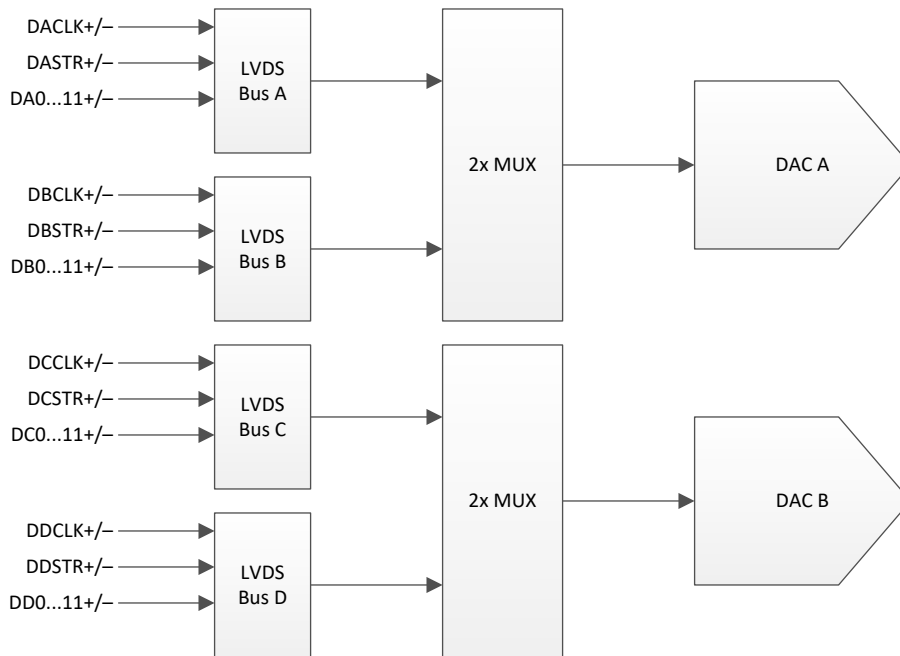 DACLK+/–
DASTR+/–
DA0...11+/–
LVDS
Bus A
DBCLK+/–
DBSTR+/–
DB0...11+/–
LVDS
Bus B
2x MUX
DAC A
DCCLK+/–
DCSTR+/–
DC0...11+/–
LVDS
Bus C
DDCLK+/–
DDSTR+/–
DD0...11+/–
LVDS
Bus D
2x MUX
DAC B